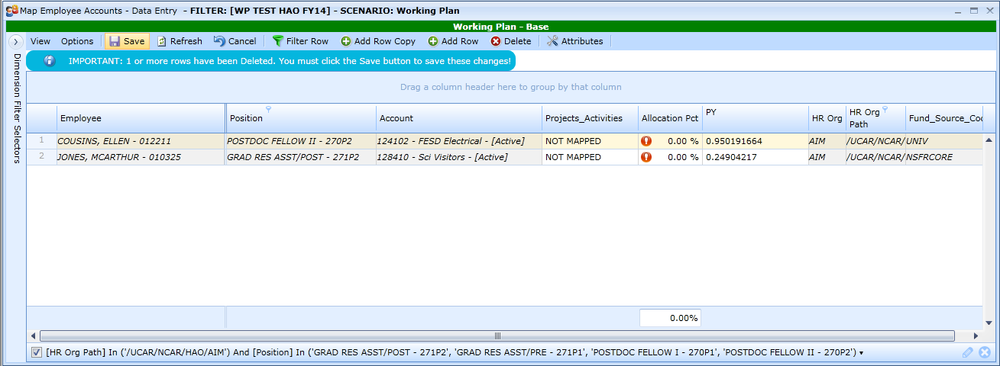 Map Employee Accounts - Data Entry - FILTER: [WP TEST HAO FY14] - SCENARIO: Working Plan
Working Plan - Base
View Options Save Refresh Cancel Filter Row Add Row Copy Add Row Delete Attributes
IMPORTANT: 1 or more rows have been Deleted. You must click the Save button to save these changes!
Dimension Filter Selectors
Drag a column header here to group by that column
Employee Position Account Projects_Activities Allocation Pct PY HR Org HR Org Path Fund_Source_Coo
1 COUSINS, ELLEN - 012211 POSTDOC FELLOW II - 270P2 124102 - FESD Electrical - [Active] NOT MAPPED 0.00 % 0.950191664 AIM /UCAR/NCAR/ UNIV
2 JONES, MCARTHUR - 010325 GRAD RES ASST/POST - 271P2 128410 - Sci Visitors - [Active] NOT MAPPED 0.00 % 0.24904217 AIM /UCAR/NCAR/ NSFRCORE
0.00%
[HR Org Path] In ('/UCAR/NCAR/HAO/AIM') And [Position] In ('GRAD RES ASST/POST - 271P2', 'GRAD RES ASST/PRE - 271P1', 'POSTDOC FELLOW I - 270P1', 'POSTDOC FELLOW II - 270P2')